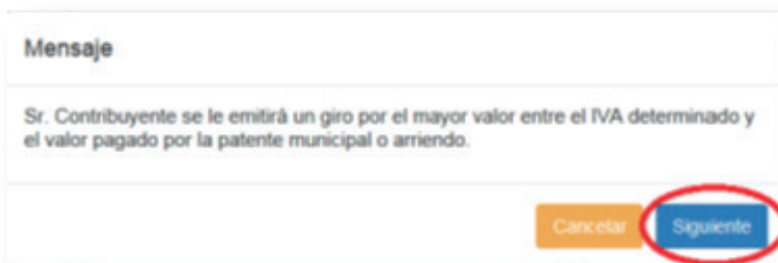 Mensaje
Sr. Contribuyente se le emitirá un giro por el mayor valor entre el IVA determinado y
el valor pagado por la patente municipal o arriendo.
Cancelar Siguiente